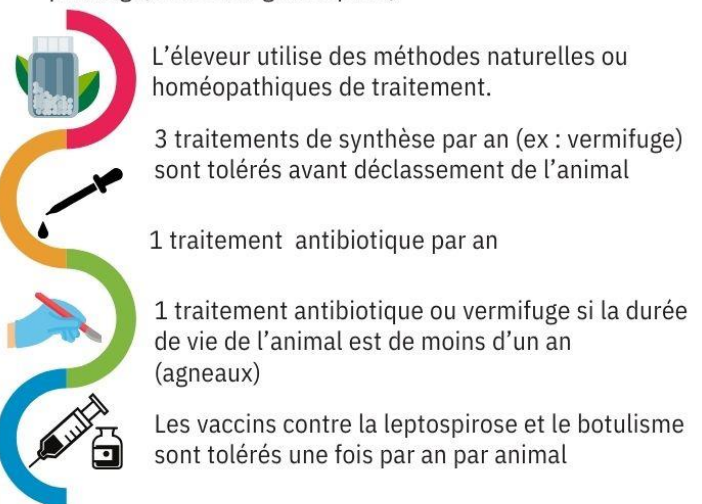 L’éleveur utilise des méthodes naturelles ou
homéopathiques de traitement.
3 traitements de synthèse par an (ex : vermifuge)
sont tolérés avant déclassement de l’animal
1 traitement antibiotique par an
1 traitement antibiotique ou vermifuge si la durée
de vie de l’animal est de moins d’un an
(agneaux)
Les vaccins contre la leptospirose et le botulisme
sont tolérés une fois par an par animal